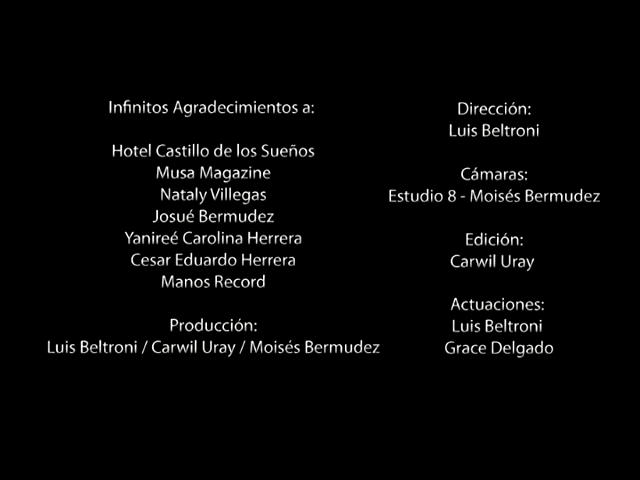 Infinitos Agradecimientos a:
Hotel Castillo de los Sueños
Musa Magazine
Nataly Villegas
Josué Bermudez
Yanireé Carolina Herrera
Cesar Eduardo Herrera
Manos Record
Producción:
Luis Beltroni / Carwil Uray / Moisés Bermudez
Dirección:
Luis Beltroni
Cámaras:
Estudio 8 - Moisés Bermudez
Edición:
Carwil Uray
Actuaciones:
Luis Beltroni
Grace Delgado